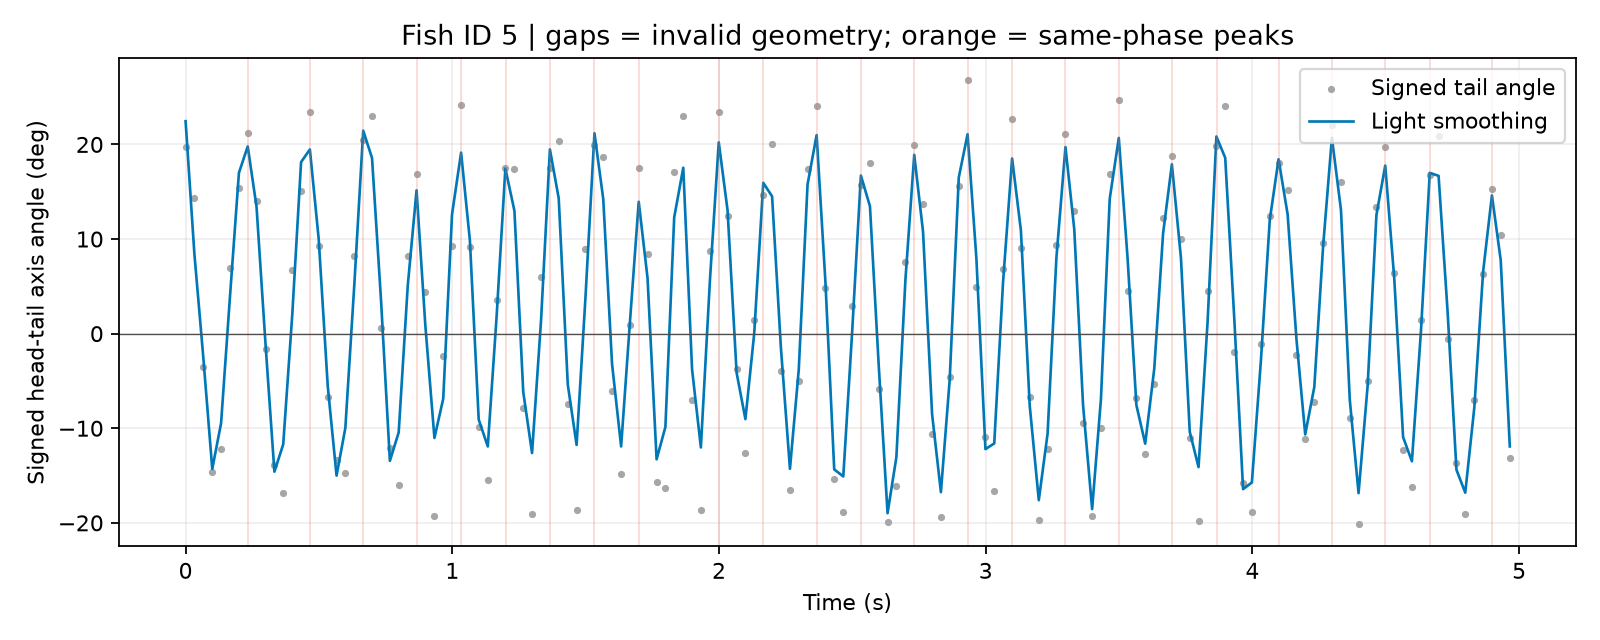 Fish ID 5 | gaps = invalid geometry; orange = same-phase peaks
Signed head-tail axis angle (deg)
20
10
0
−10
−20
Signed tail angle
Light smoothing
0
1
2
3
4
5
Time (s)